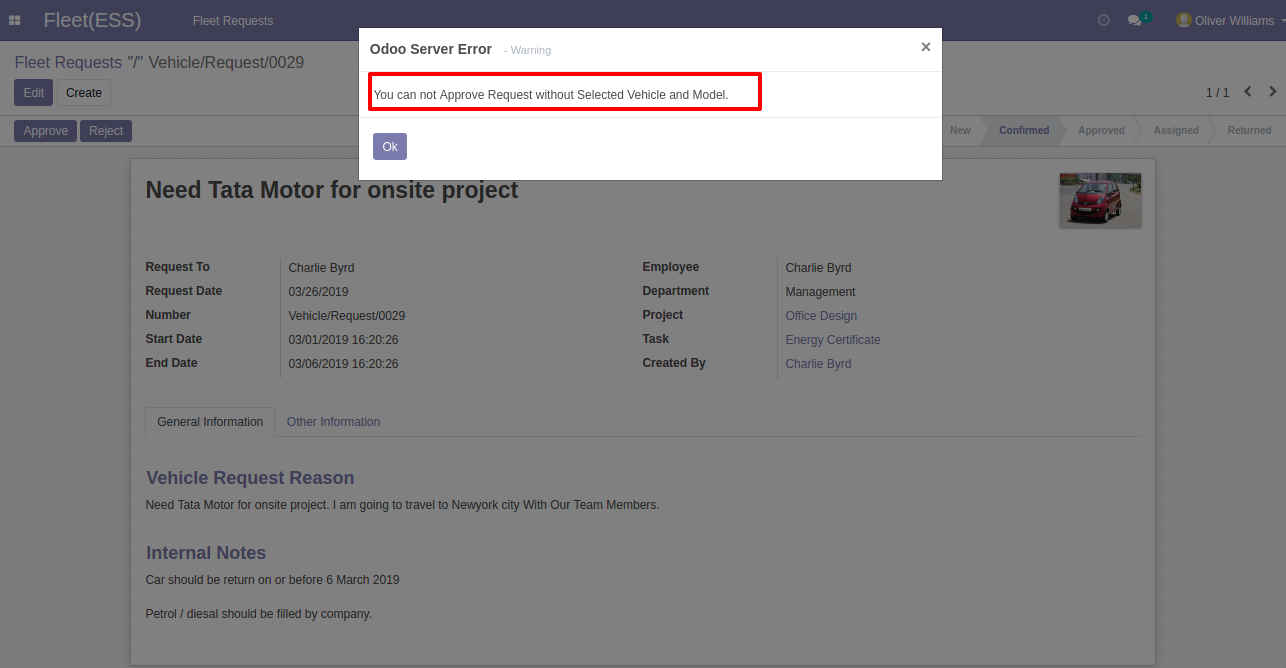 Fleet(ESS) Fleet Requests 1 Oliver Williams
Odoo Server Error - Warning ×
Fleet Requests "/" Vehicle/Request/0029
You can not Approve Request without Selected Vehicle and Model.
Edit Create 1 / 1
Ok
Approve Reject New Confirmed Approved Assigned Returned
Need Tata Motor for onsite project
Request To Charlie Byrd Employee Charlie Byrd
Request Date 03/26/2019 Department Management
Number Vehicle/Request/0029 Project Office Design
Start Date 03/01/2019 16:20:26 Task Energy Certificate
End Date 03/06/2019 16:20:26 Created By Charlie Byrd
General Information Other Information
Vehicle Request Reason
Need Tata Motor for onsite project. I am going to travel to Newyork city With Our Team Members.
Internal Notes
Car should be return on or before 6 March 2019
Petrol / diesal should be filled by company.